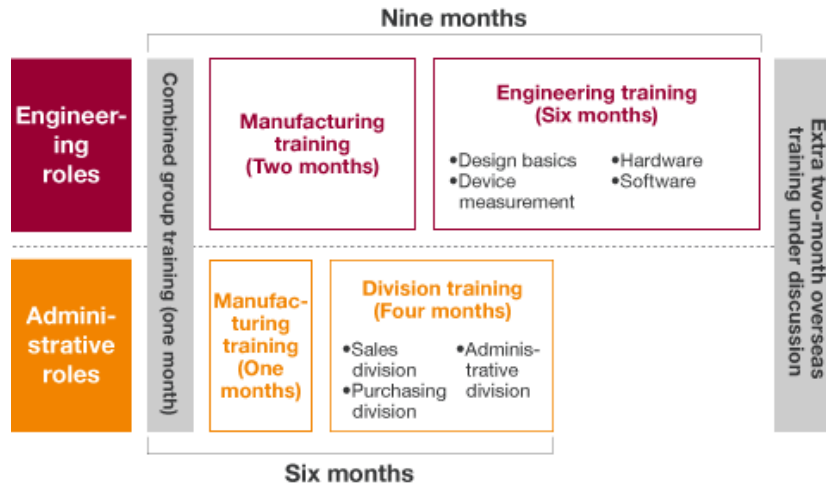 Nine months
Engineer-
ing
roles
Combined group training (one month)
Manufacturing
training
(Two months)
Engineering training
(Six months)
•Design basics
•Device
measurement
•Hardware
•Software
Extra two-month overseas
training under discussion
Admini-
strative
roles
Manufac-
turing
training
(One
months)
Division training
(Four months)
•Sales
division
•Purchasing
division
•Adminis-
trative
division
Six months